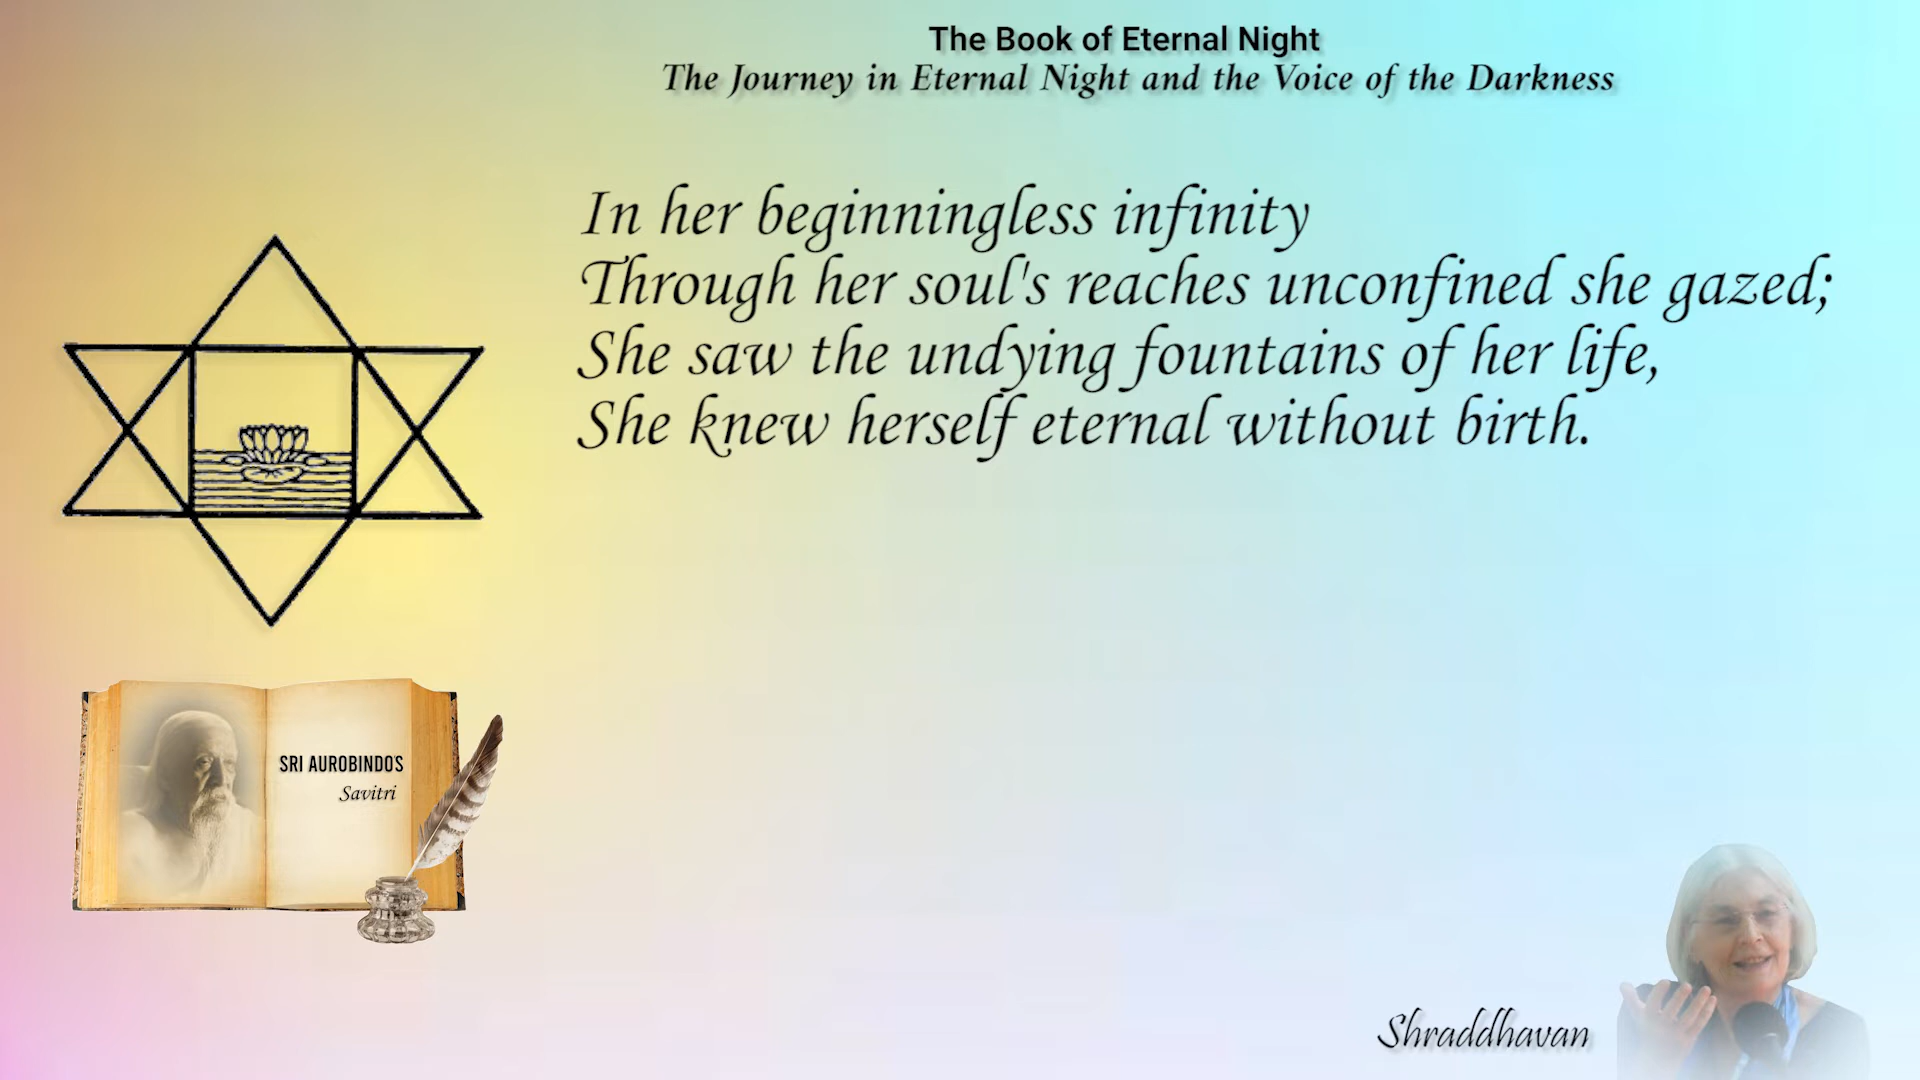 The Book of Eternal Night
The Journey in Eternal Night and the Voice of the Darkness
In her beginningless infinity
Through her soul's reaches unconfined she gazed;
She saw the undying fountains of her life,
She knew herself eternal without birth.
SRI AUROBINDO'S
Savitri
Shraddhavan